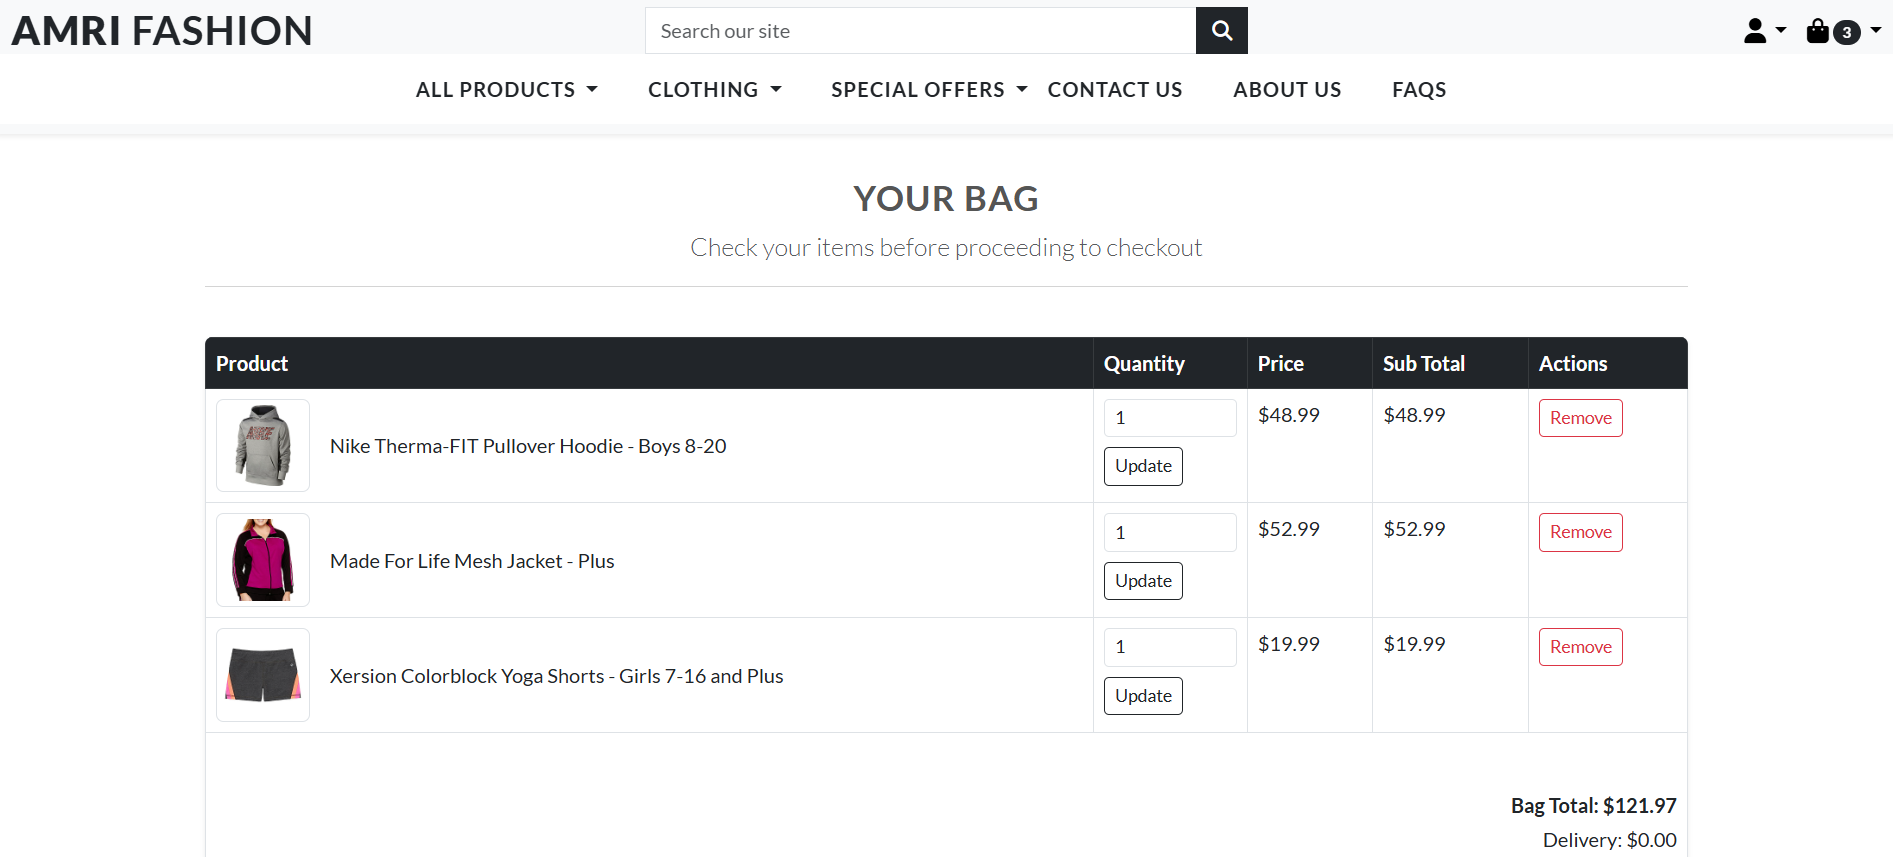 AMRI FASHION
Search our site
3
ALL PRODUCTS CLOTHING SPECIAL OFFERS CONTACT US ABOUT US FAQS
YOUR BAG
Check your items before proceeding to checkout
Product Quantity Price Sub Total Actions
Nike Therma-FIT Pullover Hoodie - Boys 8-20 1 $48.99 $48.99 Remove
Update
Made For Life Mesh Jacket - Plus 1 $52.99 $52.99 Remove
Update
Xersion Colorblock Yoga Shorts - Girls 7-16 and Plus 1 $19.99 $19.99 Remove
Update
Bag Total: $121.97
Delivery: $0.00